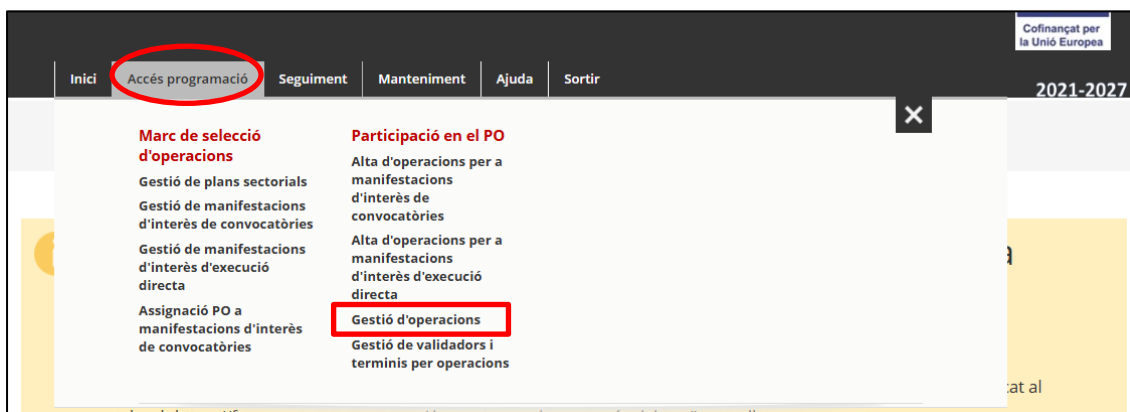 Cofinançat per
la Unió Europea
Inici Accés programació Seguiment Manteniment Ajuda Sortir
2021-2027
Marc de selecció
d'operacions
Gestió de plans sectorials
Gestió de manifestacions
d'interès de convocatòries
Gestió de manifestacions
d'interès d'execució
directa
Assignació PO a
manifestacions d'interès
de convocatòries
Participació en el PO
Alta d'operacions per a
manifestacions
d'interès de
convocatòries
Alta d'operacions per a
manifestacions
d'interès d'execució
directa
Gestió d'operacions
Gestió de validadors i
terminis per operacions
al